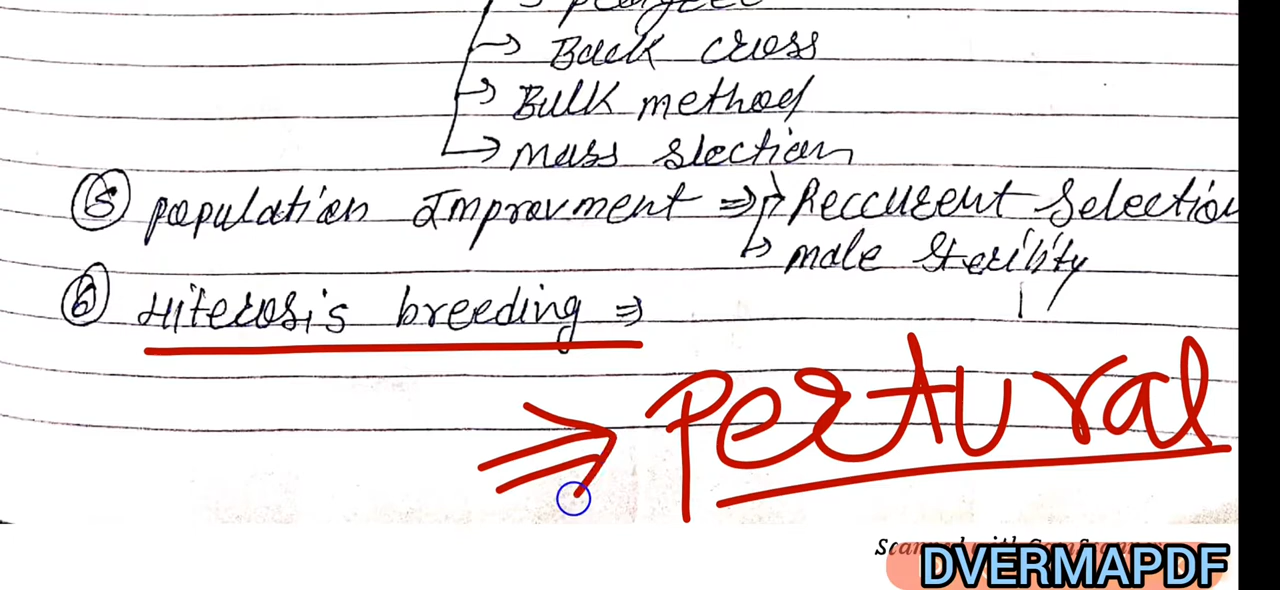 → Back cross
→ Bulk method
→ mass slection
⑤ population Improvment ⇒ → Reccurent Selection
↳ male Sterility
⑥ Hiterosis breeding ⇒
⇒ Pertural
DVERMAPDF